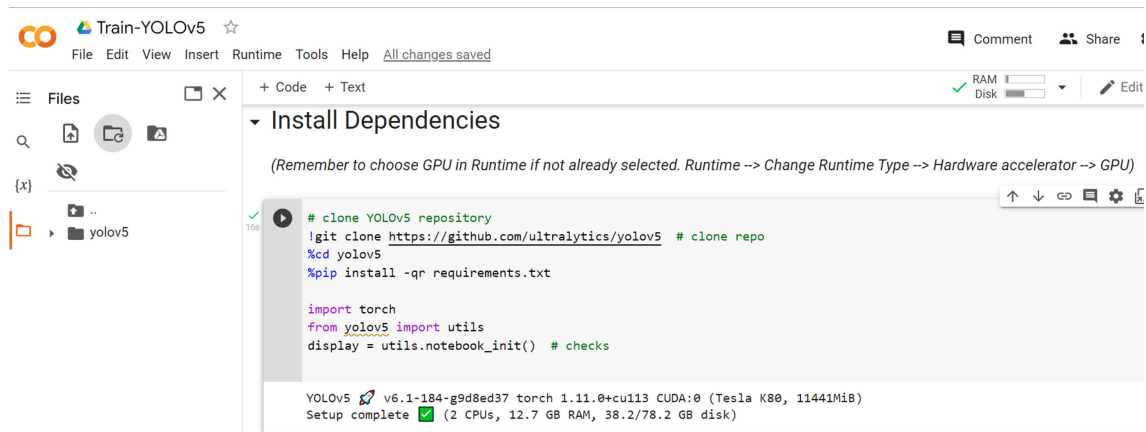 Train-YOLOv5
File Edit View Insert Runtime Tools Help All changes saved
Comment Share
Files
+ Code + Text
RAM
Disk
Edit
Install Dependencies
(Remember to choose GPU in Runtime if not already selected. Runtime --> Change Runtime Type --> Hardware accelerator --> GPU)
{x}
..
yolov5
16s
# clone YOLOv5 repository
!git clone https://github.com/ultralytics/yolov5 # clone repo
%cd yolov5
%pip install -qr requirements.txt
import torch
from yolov5 import utils
display = utils.notebook_init() # checks
YOLOv5 🚀 v6.1-184-g9d8ed37 torch 1.11.0+cu113 CUDA:0 (Tesla K80, 11441MiB)
Setup complete ✅ (2 CPUs, 12.7 GB RAM, 38.2/78.2 GB disk)